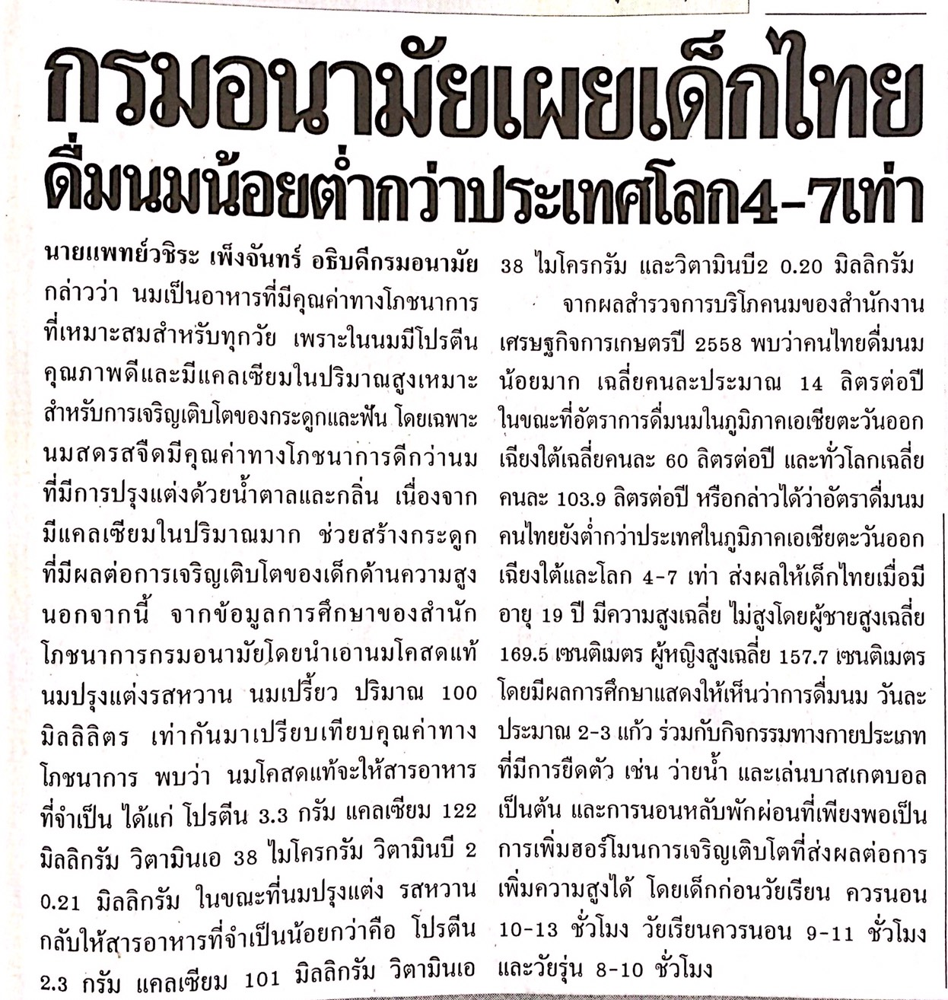 กรมอนามัยเผยเด็กไทย
ดื่มนมน้อยต่ำกว่าประเทศโลก4-7เท่า
นายแพทย์วชิระ เพ็งจันทร์ อธิบดีกรมอนามัย
กล่าวว่า นมเป็นอาหารที่มีคุณค่าทางโภชนาการ
ที่เหมาะสมสำหรับทุกวัย เพราะในนมมีโปรตีน
คุณภาพดีและมีแคลเซียมในปริมาณสูงเหมาะ
สำหรับการเจริญเติบโตของกระดูกและฟัน โดยเฉพาะ
นมสดรสจืดมีคุณค่าทางโภชนาการดีกว่านม
ที่มีการปรุงแต่งด้วยน้ำตาลและกลิ่น เนื่องจาก
มีแคลเซียมในปริมาณมาก ช่วยสร้างกระดูก
ที่มีผลต่อการเจริญเติบโตของเด็กด้านความสูง
นอกจากนี้ จากข้อมูลการศึกษาของสำนัก
โภชนาการกรมอนามัยโดยนำเอานมโคสดแท้
นมปรุงแต่งรสหวาน นมเปรี้ยว ปริมาณ 100
มิลลิลิตร เท่ากันมาเปรียบเทียบคุณค่าทาง
โภชนาการ พบว่า นมโคสดแท้จะให้สารอาหาร
ที่จำเป็น ได้แก่ โปรตีน 3.3 กรัม แคลเซียม 122
มิลลิกรัม วิตามินเอ 38 ไมโครกรัม วิตามินบี 2
0.21 มิลลิกรัม ในขณะที่นมปรุงแต่ง รสหวาน
กลับให้สารอาหารที่จำเป็นน้อยกว่าคือ โปรตีน
2.3 กรัม แคลเซียม 101 มิลลิกรัม วิตามินเอ
38 ไมโครกรัม และวิตามินบี2 0.20 มิลลิกรัม
จากผลสำรวจการบริโภคนมของสำนักงาน
เศรษฐกิจการเกษตรปี 2558 พบว่าคนไทยดื่มนม
น้อยมาก เฉลี่ยคนละประมาณ 14 ลิตรต่อปี
ในขณะที่อัตราการดื่มนมในภูมิภาคเอเชียตะวันออก
เฉียงใต้เฉลี่ยคนละ 60 ลิตรต่อปี และทั่วโลกเฉลี่ย
คนละ 103.9 ลิตรต่อปี หรือกล่าวได้ว่าอัตราดื่มนม
คนไทยยังต่ำกว่าประเทศในภูมิภาคเอเชียตะวันออก
เฉียงใต้และโลก 4-7 เท่า ส่งผลให้เด็กไทยเมื่อมี
อายุ 19 ปี มีความสูงเฉลี่ย ไม่สูงโดยผู้ชายสูงเฉลี่ย
169.5 เซนติเมตร ผู้หญิงสูงเฉลี่ย 157.7 เซนติเมตร
โดยมีผลการศึกษาแสดงให้เห็นว่าการดื่มนม วันละ
ประมาณ 2-3 แก้ว ร่วมกับกิจกรรมทางกายประเภท
ที่มีการยืดตัว เช่น ว่ายน้ำ และเล่นบาสเกตบอล
เป็นต้น และการนอนหลับพักผ่อนที่เพียงพอเป็น
การเพิ่มฮอร์โมนการเจริญเติบโตที่ส่งผลต่อการ
เพิ่มความสูงได้ โดยเด็กก่อนวัยเรียน ควรนอน
10-13 ชั่วโมง วัยเรียนควรนอน 9-11 ชั่วโมง
และวัยรุ่น 8-10 ชั่วโมง